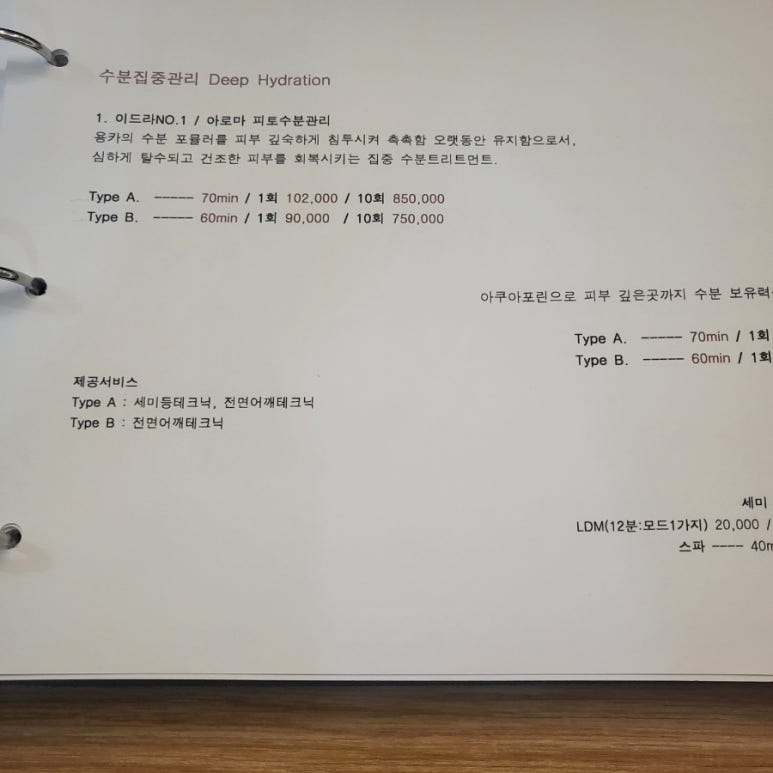 수분집중관리 Deep Hydration
1. 이드라NO.1 / 아로마 피토수분관리
용카의 수분 포뮬러를 피부 깊숙하게 침투시켜 촉촉함 오랫동안 유지함으로서,
심하게 탈수되고 건조한 피부를 회복시키는 집중 수분트리트먼트.
Type A. ----- 70min / 1회 102,000 / 10회 850,000
Type B. ----- 60min / 1회 90,000 / 10회 750,000
아쿠아포린으로 피부 깊은곳까지 수분 보유력
Type A. ----- 70min / 1회
Type B. ----- 60min / 1회
제공서비스
Type A : 세미등테크닉, 전면어깨테크닉
Type B : 전면어깨테크닉
세미
LDM(12분:모드1가지) 20,000 /
스파 ---- 40m